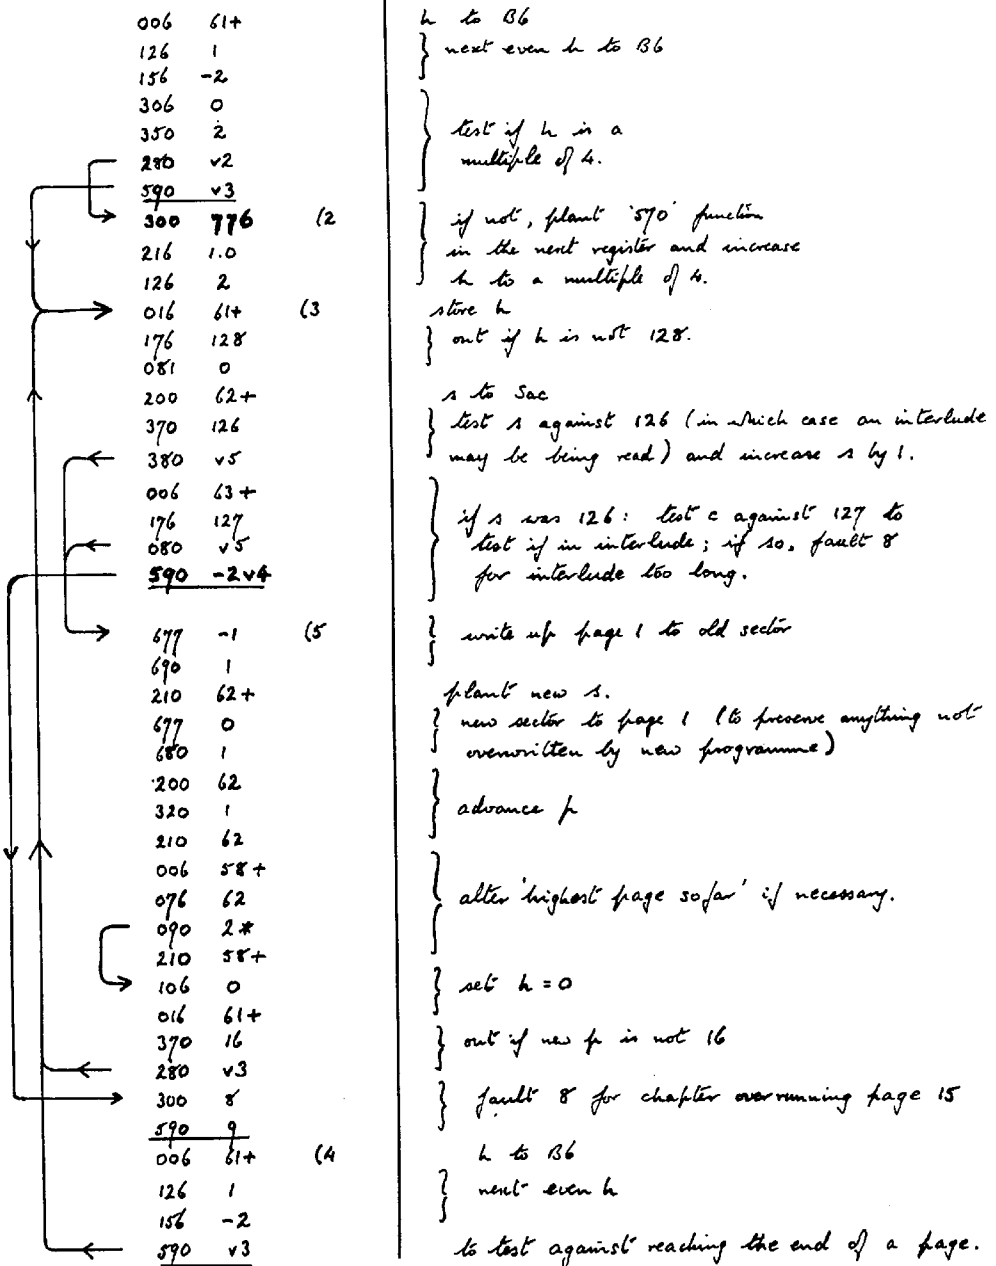 006 61+ h to B6
126 1 } next even h to B6
156 -2
306 0
350 2 } test if h is a
280 v2 multiple of 4.
590 v3
300 776 (2 if not, plant '570' function
216 1.0 } in the next register and increase
126 2 h to a multiple of 4.
016 61+ (3 store h
176 128 } out if h is not 128.
081 0
200 62+ s to Sac
370 126 } test s against 126 (in which case an interlude
380 v5 may be being read) and increase s by 1.
006 63+
176 127 } if s was 126: test c against 127 to
080 v5 test if in interlude; if so, fault 8
590 -2v4 for interlude too long.
677 -1 (5 } write up page 1 to old sector
690 1
210 62+ plant new s.
677 0 } new sector to page 1 (to preserve anything not
680 1 overwritten by new programme)
200 62
320 1 } advance p
210 62
006 58+
076 62 } alter 'highest page so far' if necessary.
090 2*
210 58+
106 0 } set h = 0
016 61+
370 16 } out if new p is not 16
280 v3
300 8 } fault 8 for chapter overrunning page 15
590 9
006 61+ (4 h to B6
126 1 } next even h
156 -2
590 v3 to test against reaching the end of a page.